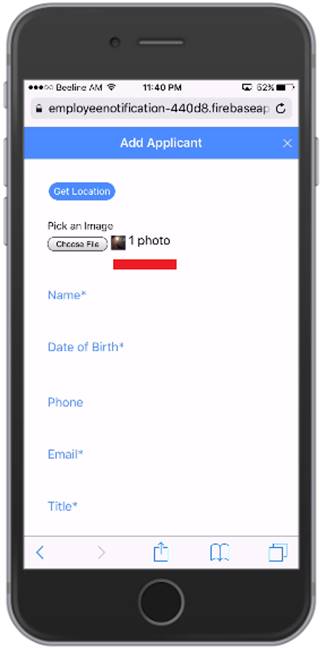 ●●●○○ Beeline AM 11:40 PM 62%
employeenotification-440d8.firebaseap
Add Applicant ×
Get Location
Pick an Image
Choose File 1 photo
Name*
Date of Birth*
Phone
Email*
Title*